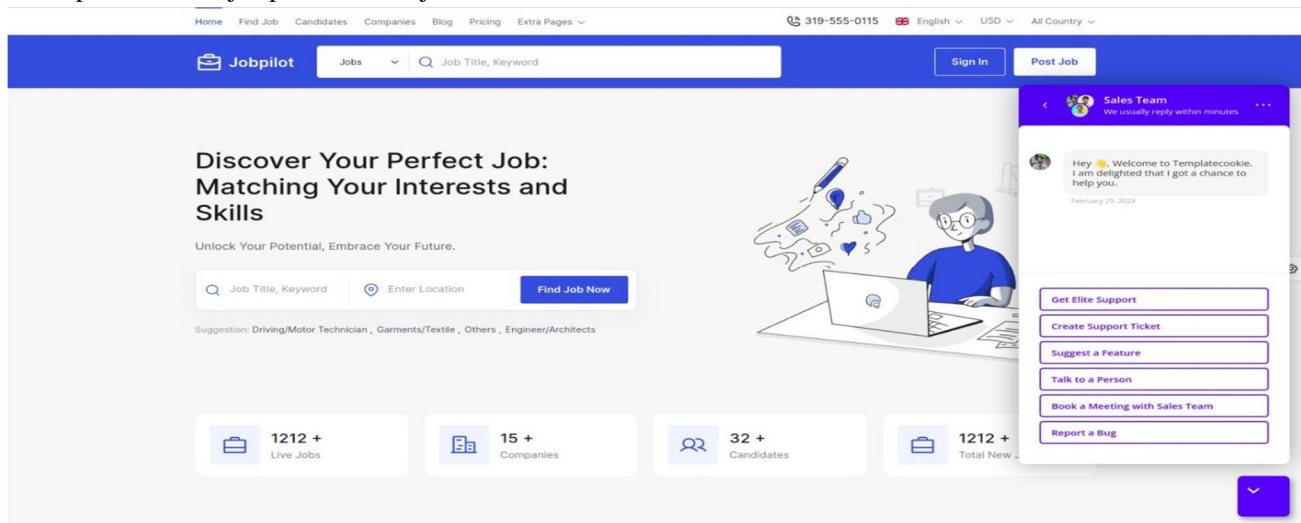 Home Find Job Candidates Companies Blog Pricing Extra Pages
319-555-0115 English USD All Country
Jobpilot Jobs Job Title, Keyword Sign In Post Job
Discover Your Perfect Job:
Matching Your Interests and
Skills
Unlock Your Potential, Embrace Your Future.
Job Title, Keyword Enter Location Find Job Now
Suggestion: Driving/Motor Technician , Garments/Textile , Others , Engineer/Architects
1212 +
Live Jobs
15 +
Companies
32 +
Candidates
1212 +
Total New
Sales Team
We usually reply within minutes
Hey 👋, Welcome to Templatecookie.
I am delighted that I got a chance to
help you.
February 29, 2024
Get Elite Support
Create Support Ticket
Suggest a Feature
Talk to a Person
Book a Meeting with Sales Team
Report a Bug